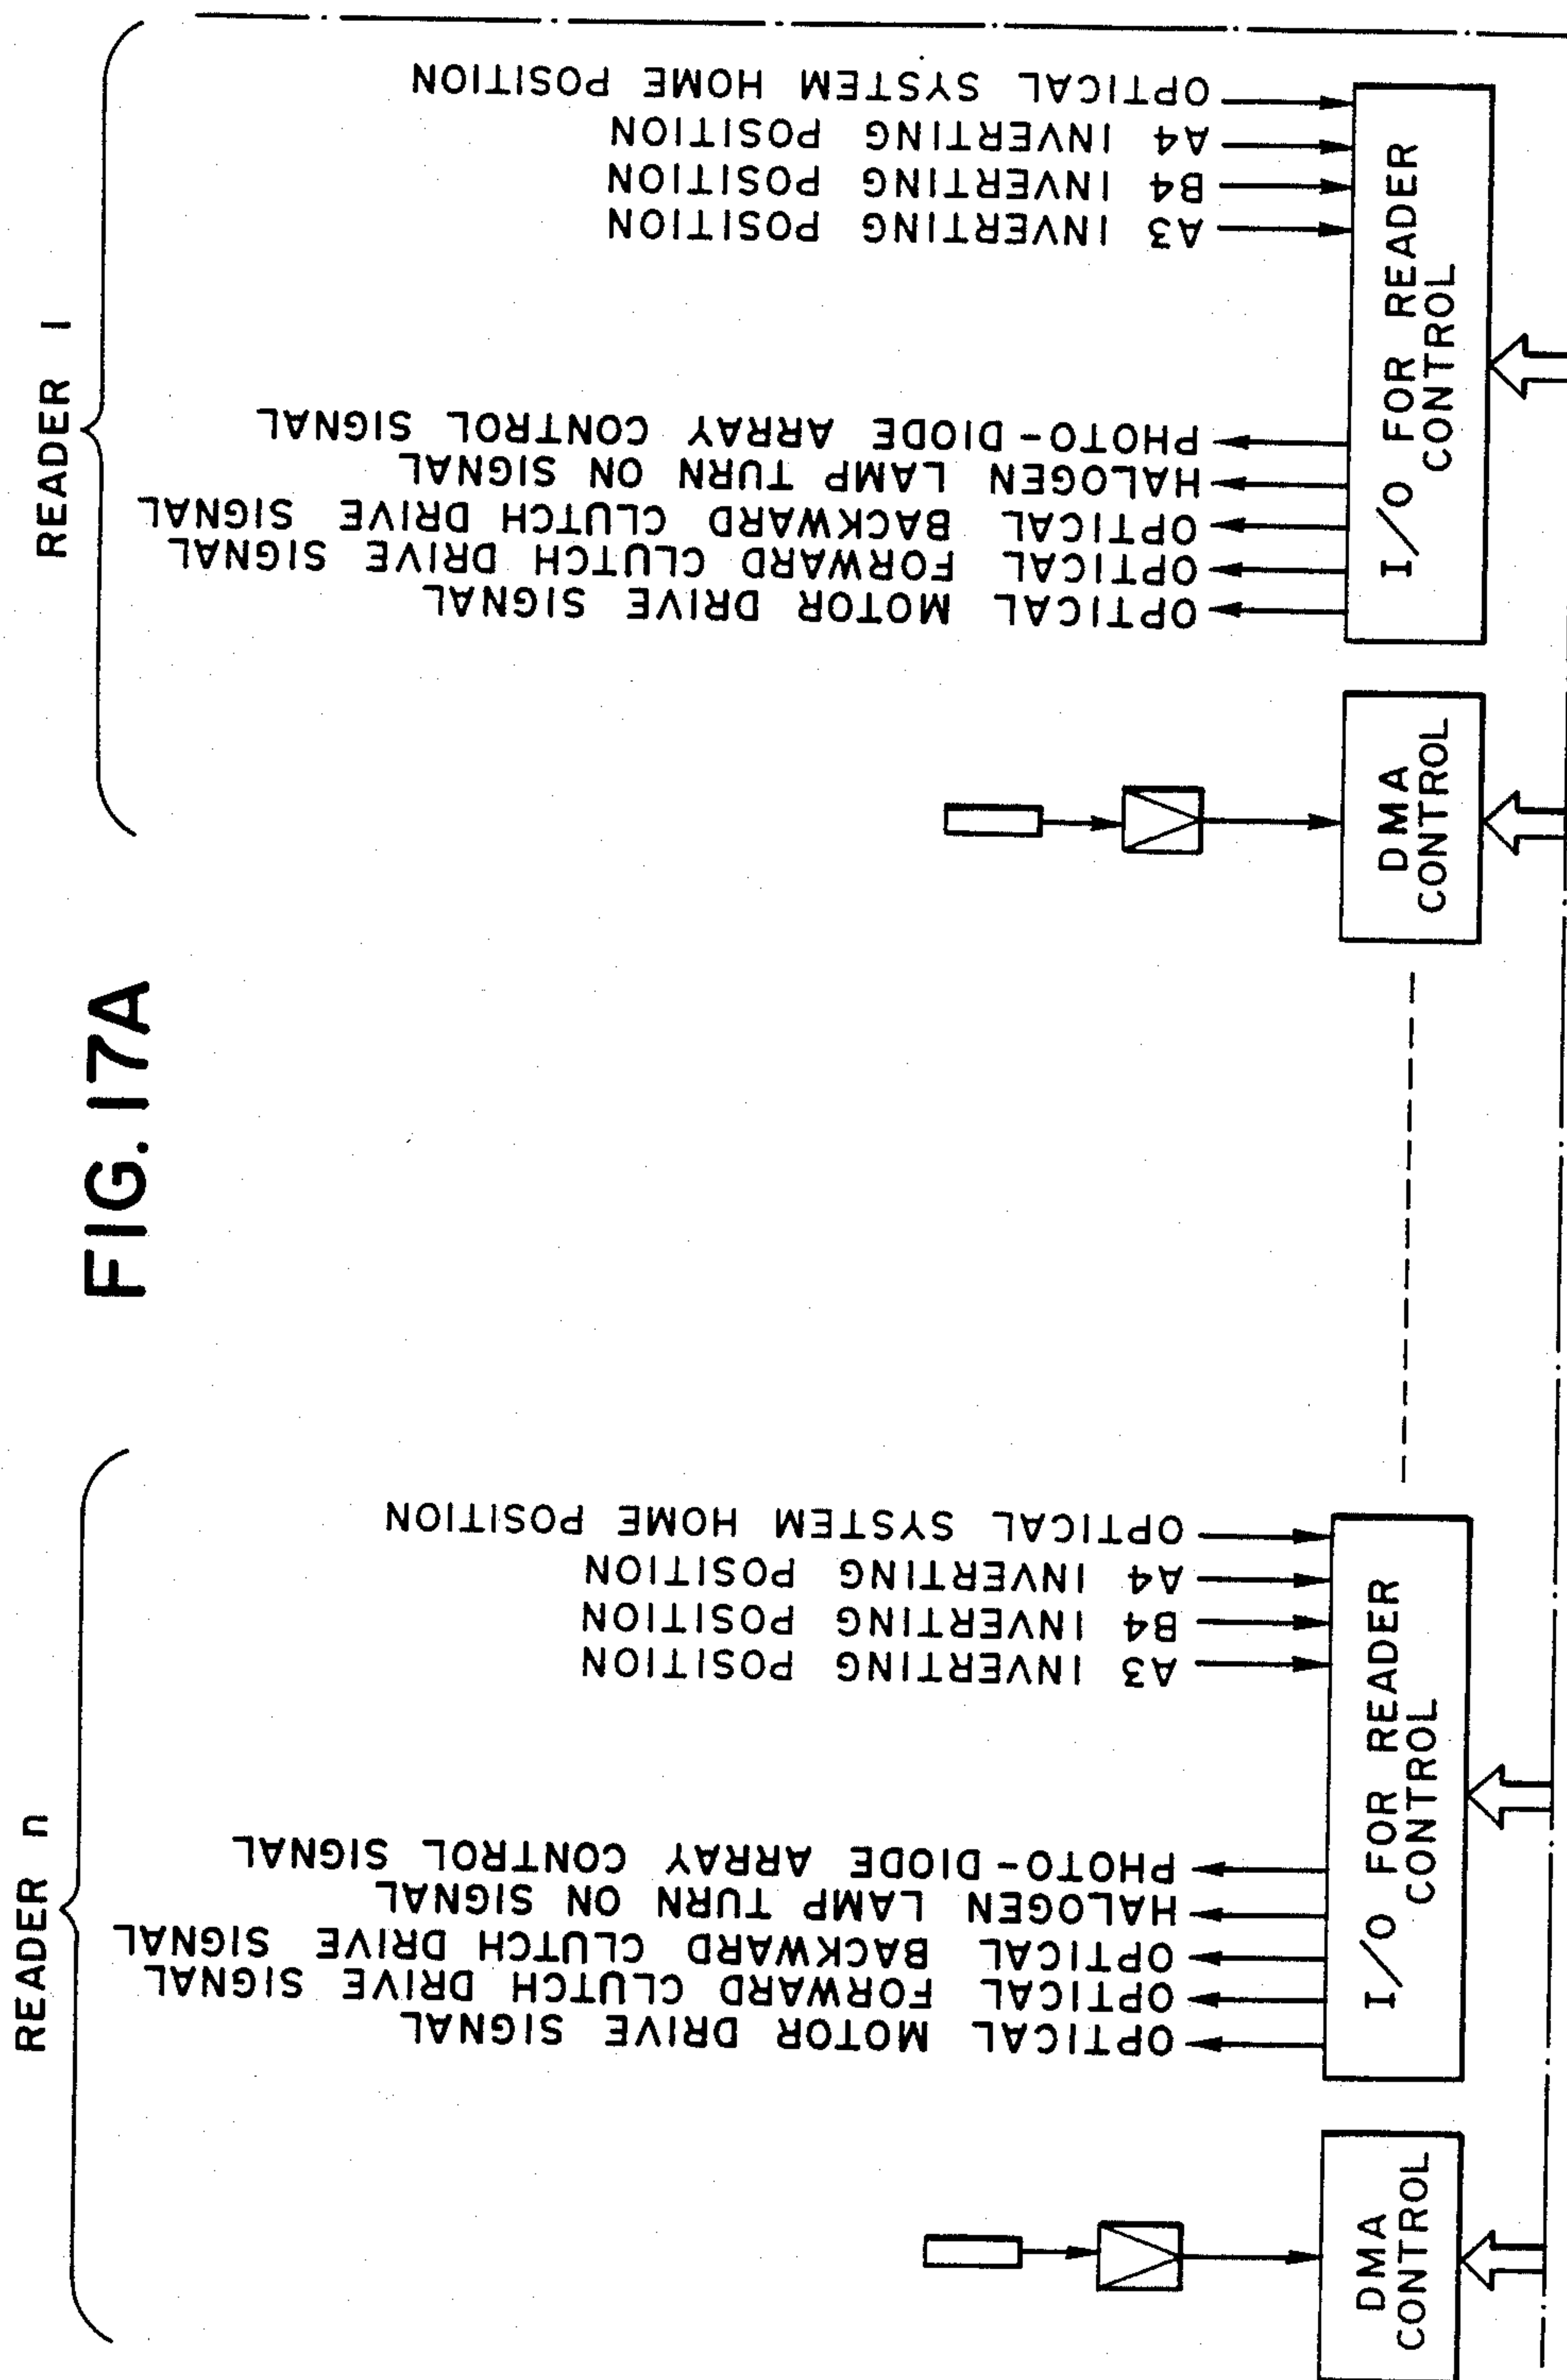 FIG. 17A
READER n
DMA
CONTROL
OPTICAL MOTOR DRIVE SIGNAL
OPTICAL FORWARD CLUTCH DRIVE SIGNAL
OPTICAL BACKWARD CLUTCH DRIVE SIGNAL
HALOGEN LAMP TURN ON SIGNAL
PHOTO-DIODE ARRAY CONTROL SIGNAL
A3 INVERTING POSITION
B4 INVERTING POSITION
A4 INVERTING POSITION
OPTICAL SYSTEM HOME POSITION
I/O FOR READER
CONTROL
READER 1
DMA
CONTROL
OPTICAL MOTOR DRIVE SIGNAL
OPTICAL FORWARD CLUTCH DRIVE SIGNAL
OPTICAL BACKWARD CLUTCH DRIVE SIGNAL
HALOGEN LAMP TURN ON SIGNAL
PHOTO-DIODE ARRAY CONTROL SIGNAL
A3 INVERTING POSITION
B4 INVERTING POSITION
A4 INVERTING POSITION
OPTICAL SYSTEM HOME POSITION
I/O FOR READER
CONTROL